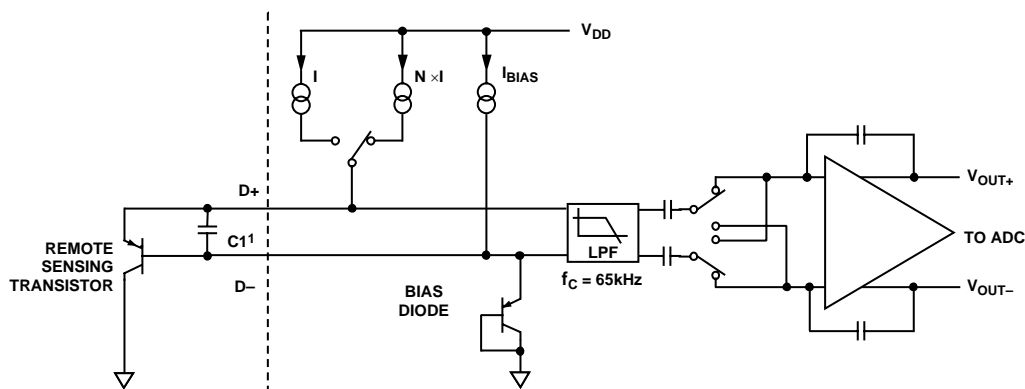 V_DD
I
N ×I
I_BIAS
D+
C1¹
D–
REMOTE
SENSING
TRANSISTOR
BIAS
DIODE
LPF
f_C = 65kHz
V_OUT+
TO ADC
V_OUT–